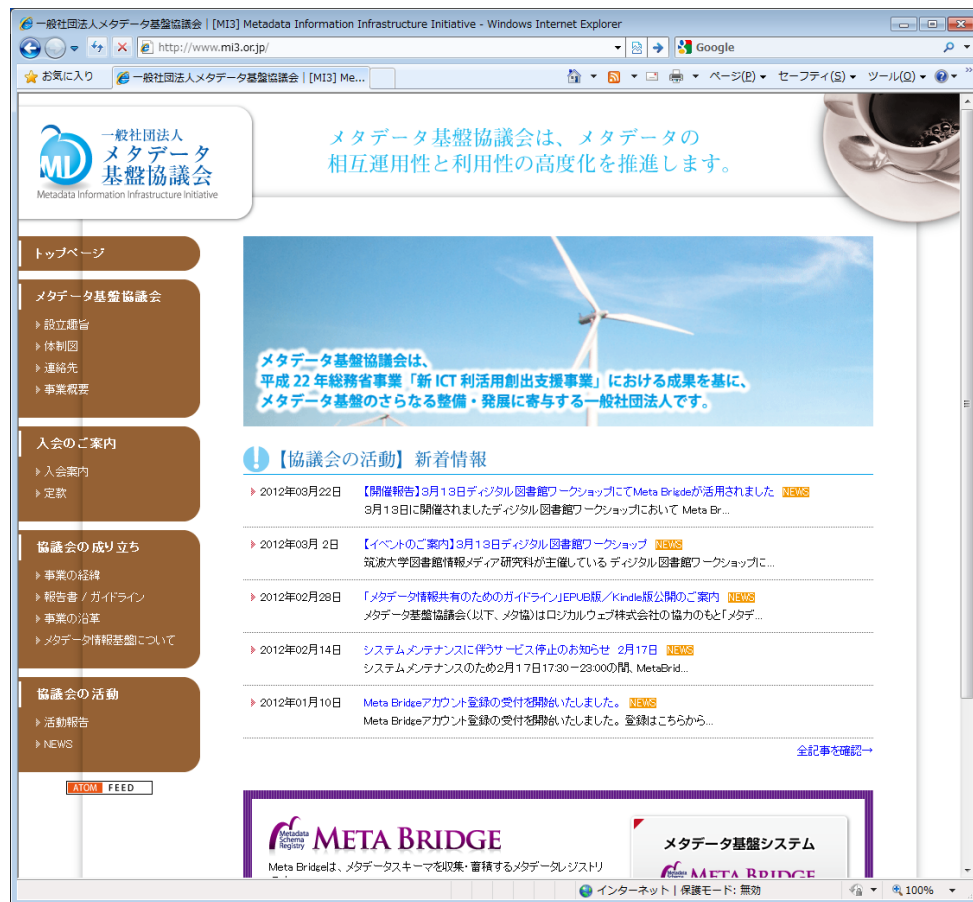 一般社団法人メタデータ基盤協議会 | [MI3] Metadata Information Infrastructure Initiative - Windows Internet Explorer
http://www.mi3.or.jp/
Google
お気に入り
一般社団法人メタデータ基盤協議会 | [MI3] Me...
ページ(P)
セーフティ(S)
ツール(O)
一般社団法人
メタデータ
基盤協議会
MI
Metadata Information Infrastructure Initiative
メタデータ基盤協議会は、メタデータの
相互運用性と利用性の高度化を推進します。
トップページ
メタデータ基盤協議会
設立趣旨
体制図
連絡先
事業概要
入会のご案内
入会案内
定款
協議会の成り立ち
事業の経緯
報告書 / ガイドライン
事業の沿革
メタデータ情報基盤について
協議会の活動
活動報告
NEWS
ATOM FEED
メタデータ基盤協議会は、
平成 22 年総務省事業「新 ICT 利活用創出支援事業」における成果を基に、
メタデータ基盤のさらなる整備・発展に寄与する一般社団法人です。
【協議会の活動】新着情報
2012年03月22日 【開催報告】3月13日ディジタル図書館ワークショップにてMeta Brigdeが活用されました NEWS
3月13日に開催されましたディジタル図書館ワークショップにおいて Meta Br...
2012年03月 2日 【イベントのご案内】3月13日ディジタル図書館ワークショップ NEWS
筑波大学図書館情報メディア研究科が主催している ディジタル図書館ワークショップに...
2012年02月28日 「メタデータ情報共有のためのガイドライン」EPUB版／Kindle版公開のご案内 NEWS
メタデータ基盤協議会(以下、メタ協)はロジカルウェブ株式会社の協力のもと「メタデ...
2012年02月14日 システムメンテナンスに伴うサービス停止のお知らせ 2月17日 NEWS
システムメンテナンスのため2月17日17:30－23:00の間、MetaBrid...
2012年01月10日 Meta Bridgeアカウント登録の受付を開始いたしました。 NEWS
Meta Bridgeアカウント登録の受付を開始いたしました。登録はこちらから...
全記事を確認→
Metadata Schema Registry META BRIDGE
Meta Bridgeは、メタデータスキーマを収集・蓄積するメタデータレジストリ
メタデータ基盤システム
META BRIDGE
インターネット | 保護モード: 無効
100%